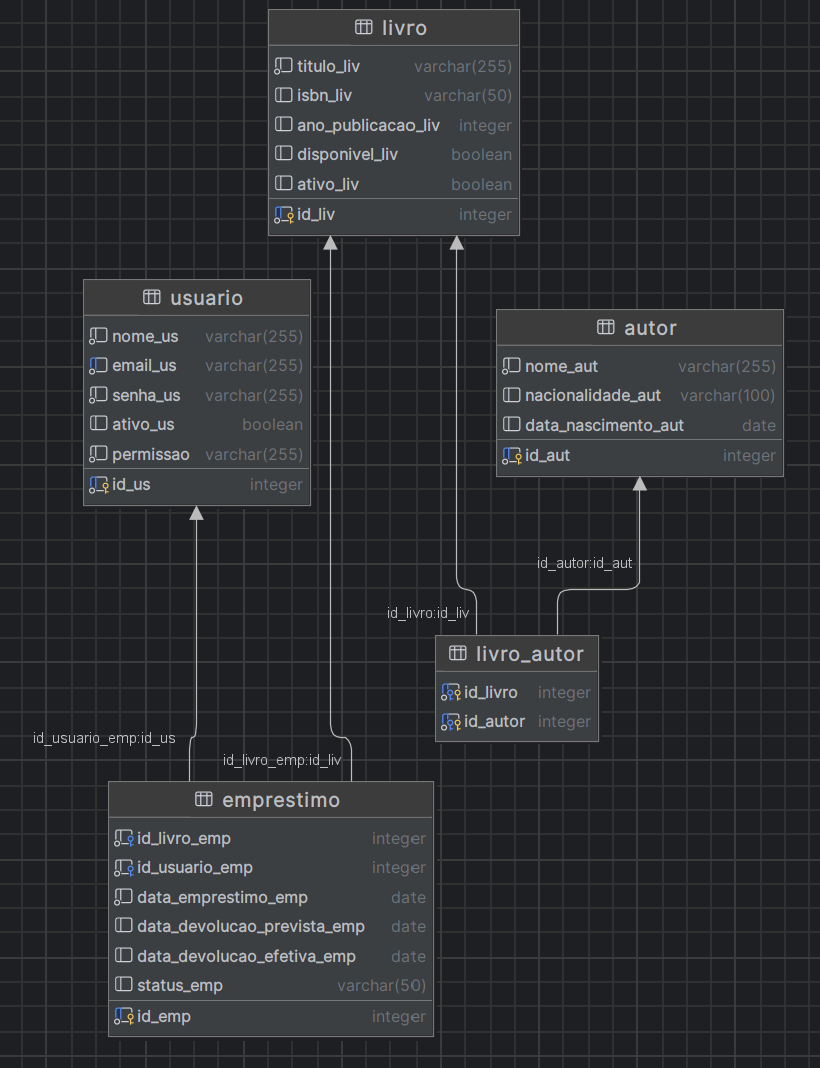 livro
titulo_liv varchar(255)
isbn_liv varchar(50)
ano_publicacao_liv integer
disponivel_liv boolean
ativo_liv boolean
id_liv integer
usuario
nome_us varchar(255)
email_us varchar(255)
senha_us varchar(255)
ativo_us boolean
permissao varchar(255)
id_us integer
autor
nome_aut varchar(255)
nacionalidade_aut varchar(100)
data_nascimento_aut date
id_aut integer
id_autor:id_aut
id_livro:id_liv
livro_autor
id_livro integer
id_autor integer
id_usuario_emp:id_us
id_livro_emp:id_liv
emprestimo
id_livro_emp integer
id_usuario_emp integer
data_emprestimo_emp date
data_devolucao_prevista_emp date
data_devolucao_efetiva_emp date
status_emp varchar(50)
id_emp integer